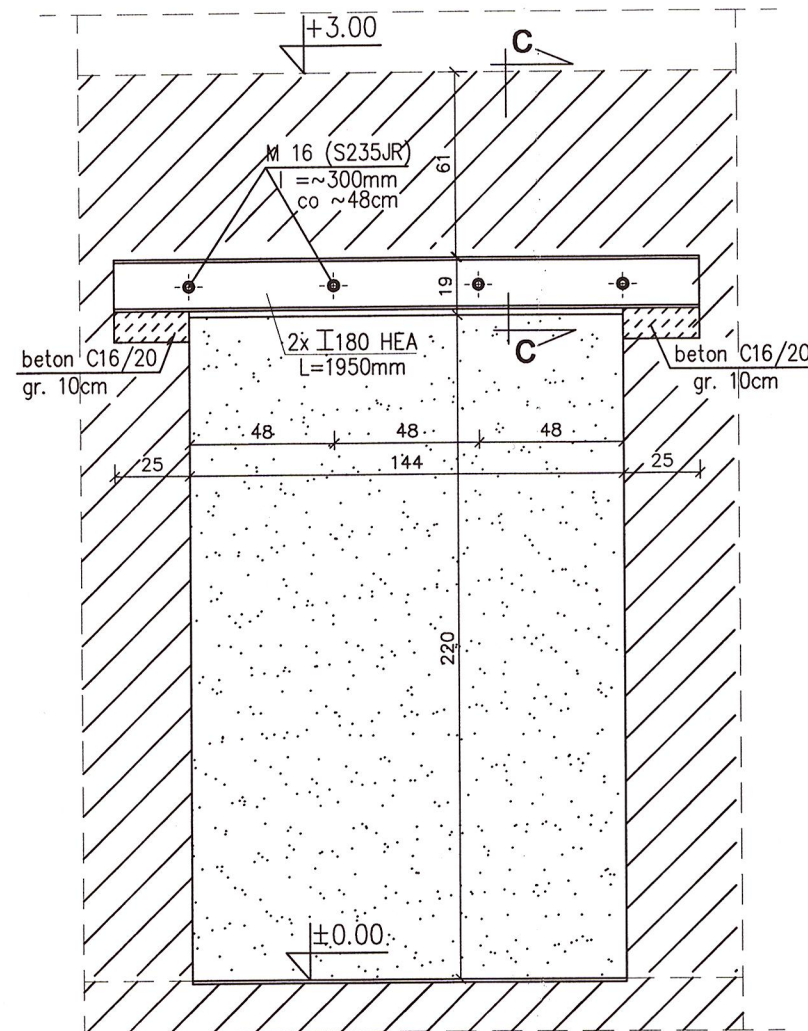 +3.00
C
M 16 (S235JR)
l =~300mm
co ~48cm
61
19
2x I180 HEA
L=1950mm
C
beton C16/20
gr. 10cm
beton C16/20
gr. 10cm
48
48
48
25
144
25
220
±0.00